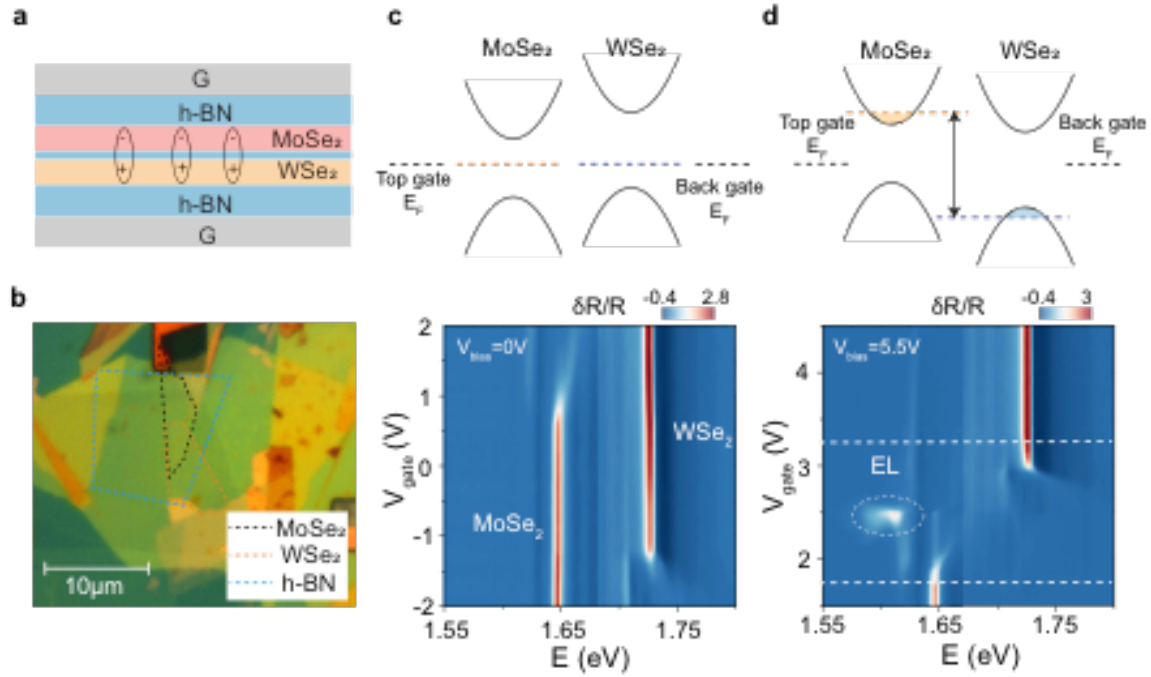 a
G
h-BN
MoSe₂
WSe₂
h-BN
G
b
MoSe₂
WSe₂
h-BN
10μm
c
MoSe₂ WSe₂
Top gate
E_F
Back gate
E_F
δR/R -0.4 2.8
V_bias=0V
WSe₂
MoSe₂
V_gate (V)
2
1
0
-1
-2
1.55 1.65 1.75
E (eV)
d
MoSe₂ WSe₂
Top gate
E_F
Back gate
E_F
δR/R -0.4 3
V_bias=5.5V
EL
V_gate (V)
4
3
2
1.55 1.65 1.75
E (eV)